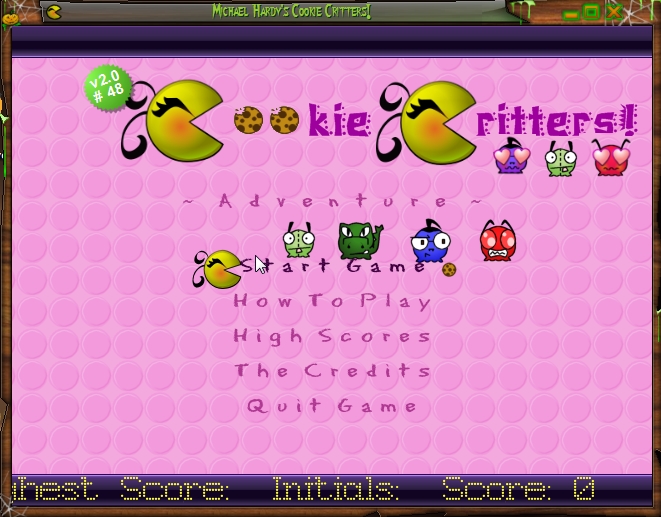 Michael Hardy's Cookie Critters!
v2.0
# 48
kie ritters!
~ Adventure ~
Start Game
How To Play
High Scores
The Credits
Quit Game
hest Score: Initials: Score: 0